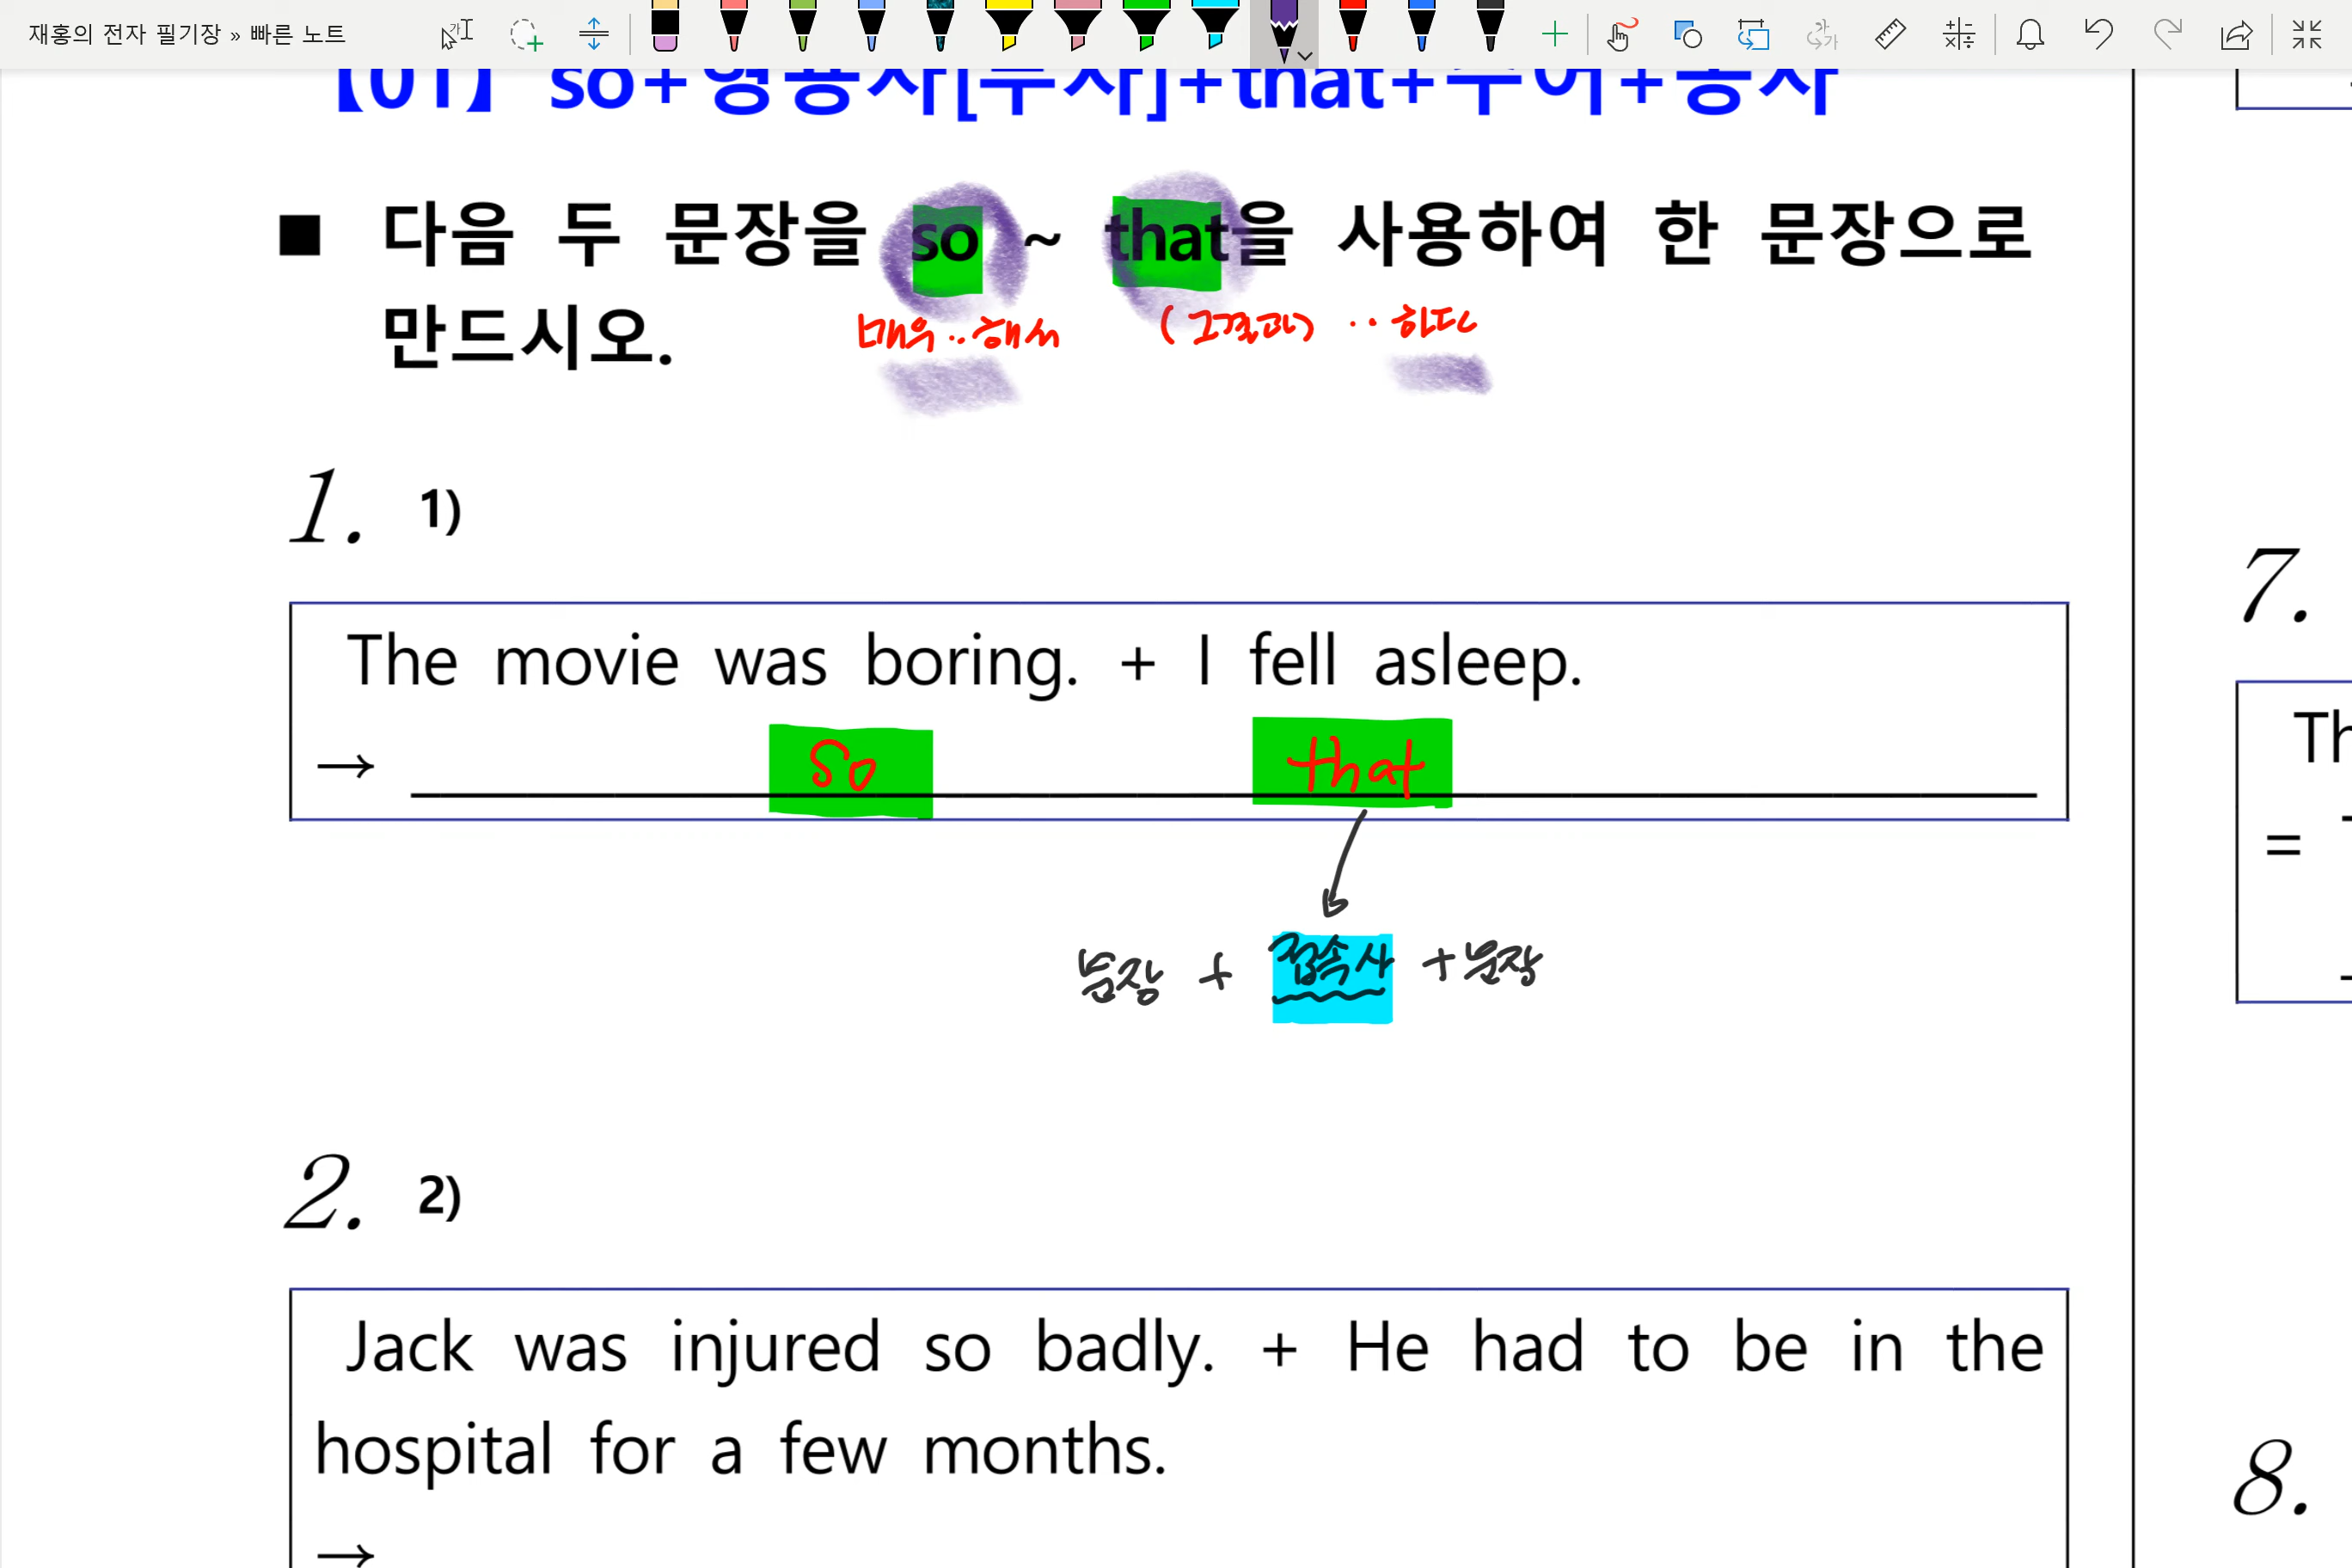 재홍의 전자 필기장 » 빠른 노트
【01】 so+형용사[부사]+that+주어+동사
■ 다음 두 문장을 so ~ that을 사용하여 한 문장으로
만드시오.
매우‥해서 (그결과) ‥하다
1. 1)
The movie was boring. + I fell asleep.
→ so that
문장 + 접속사 + 문장
2. 2)
Jack was injured so badly. + He had to be in the
hospital for a few months.
→
7.
Th
=
8.